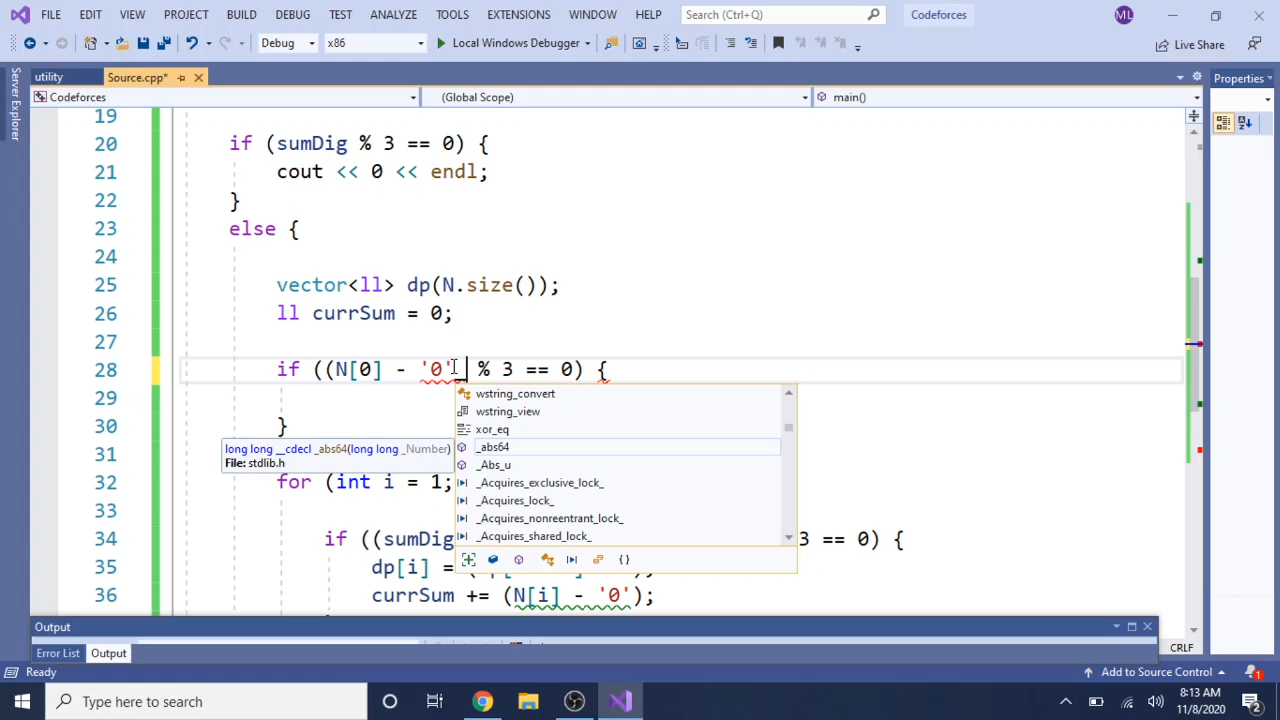 FILE EDIT VIEW PROJECT BUILD DEBUG TEST ANALYZE TOOLS EXTENSIONS WINDOW HELP Search (Ctrl+Q) Codeforces ML
Debug x86 Local Windows Debugger Live Share
Server Explorer
utility Source.cpp* Properties
Codeforces (Global Scope) main()
19
20 if (sumDig % 3 == 0) {
21 cout << 0 << endl;
22 }
23 else {
24
25 vector<ll> dp(N.size());
26 ll currSum = 0;
27
28 if ((N[0] - '0'_ % 3 == 0) {
29
30 }
wstring_convert
wstring_view
xor_eq
_abs64
_Abs_u
_Acquires_exclusive_lock_
_Acquires_lock_
_Acquires_nonreentrant_lock_
_Acquires_shared_lock_
long long __cdecl _abs64(long long _Number)
File: stdlib.h
31
32 for (int i = 1;
33
34 if ((sumDig 3 == 0) {
35 dp[i] = );
36 currSum += (N[i] - '0');
Output
Error List Output CRLF
Ready Add to Source Control 1
Type here to search 8:13 AM
11/8/2020 2